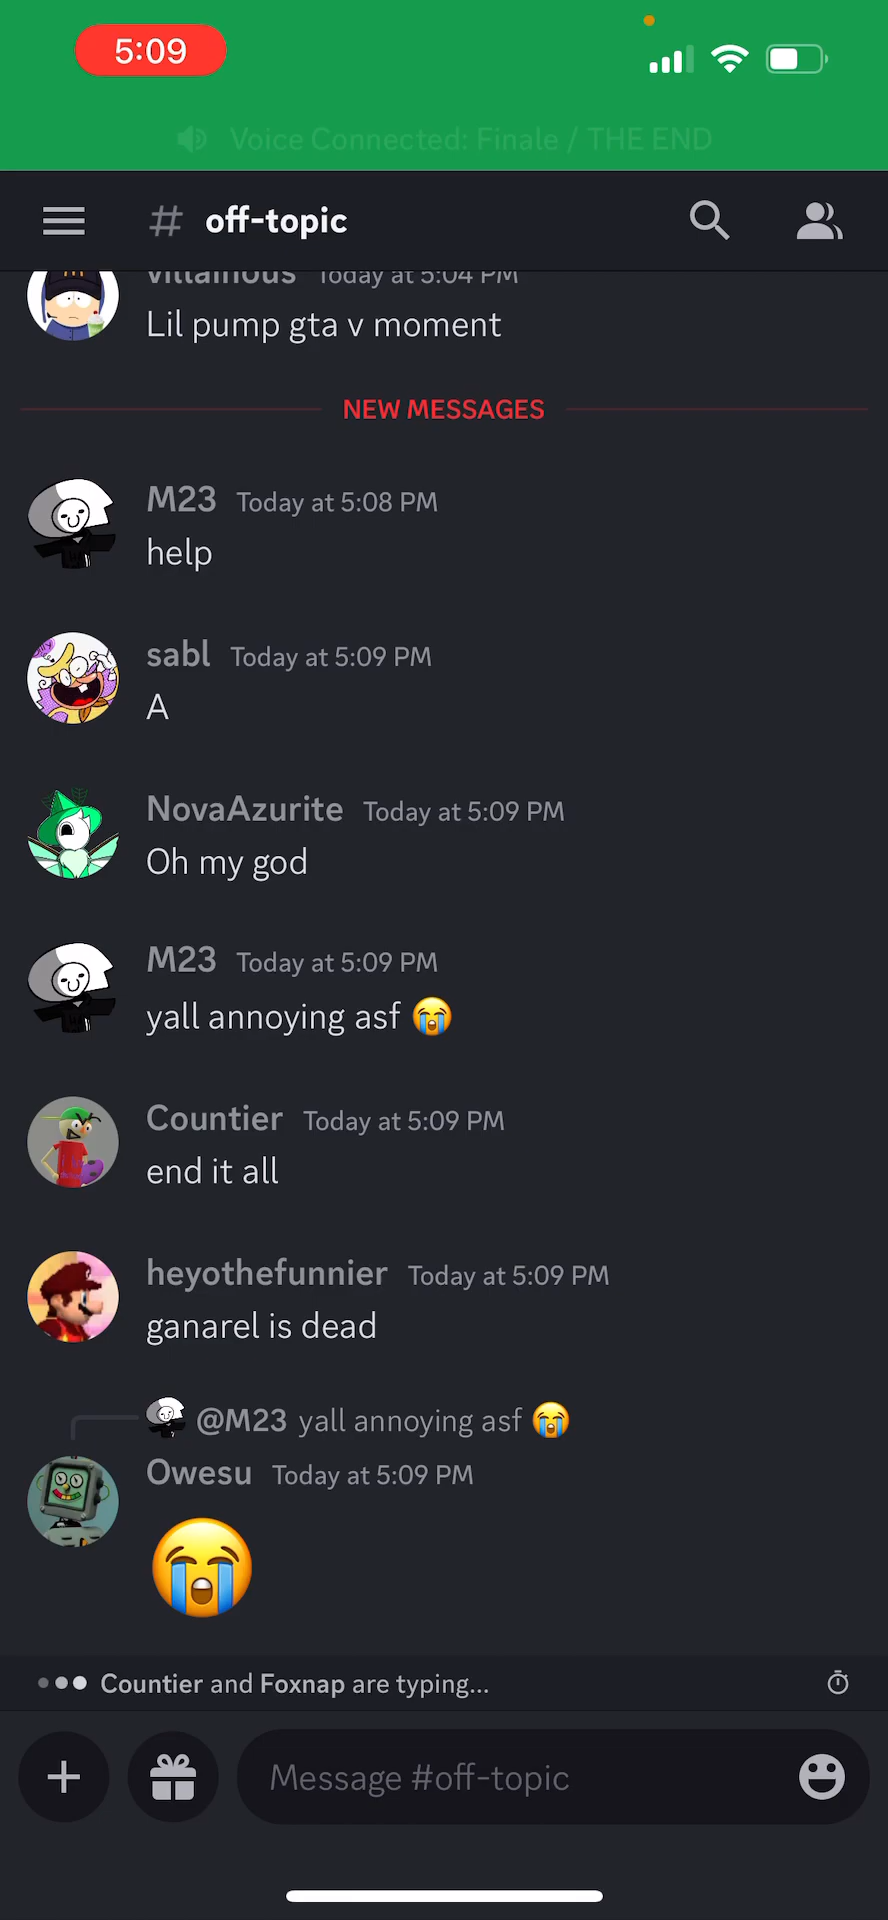 5:09
Voice Connected: Finale / THE END
# off-topic
Villainous Today at 5:04 PM
Lil pump gta v moment
NEW MESSAGES
M23 Today at 5:08 PM
help
sabl Today at 5:09 PM
A
NovaAzurite Today at 5:09 PM
Oh my god
M23 Today at 5:09 PM
yall annoying asf 😭
Countier Today at 5:09 PM
end it all
heyothefunnier Today at 5:09 PM
ganarel is dead
@M23 yall annoying asf 😭
Owesu Today at 5:09 PM
😭
Countier and Foxnap are typing...
Message #off-topic